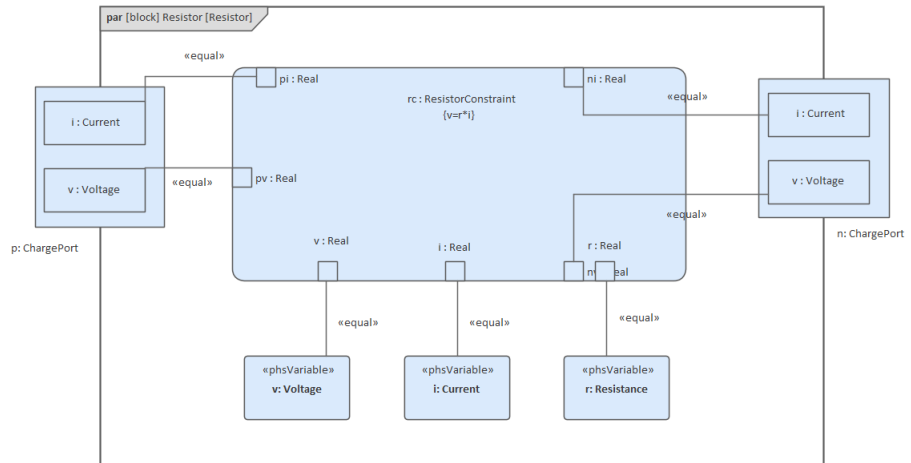 par [block] Resistor [Resistor]
«equal»
pi : Real
ni : Real
rc : ResistorConstraint
{v=r*i}
«equal»
i : Current
i : Current
pv : Real
v : Voltage
«equal»
v : Voltage
«equal»
p: ChargePort
n: ChargePort
v : Real
i : Real
r : Real
«equal»
«equal»
«equal»
«phsVariable»
v: Voltage
«phsVariable»
i: Current
«phsVariable»
r: Resistance